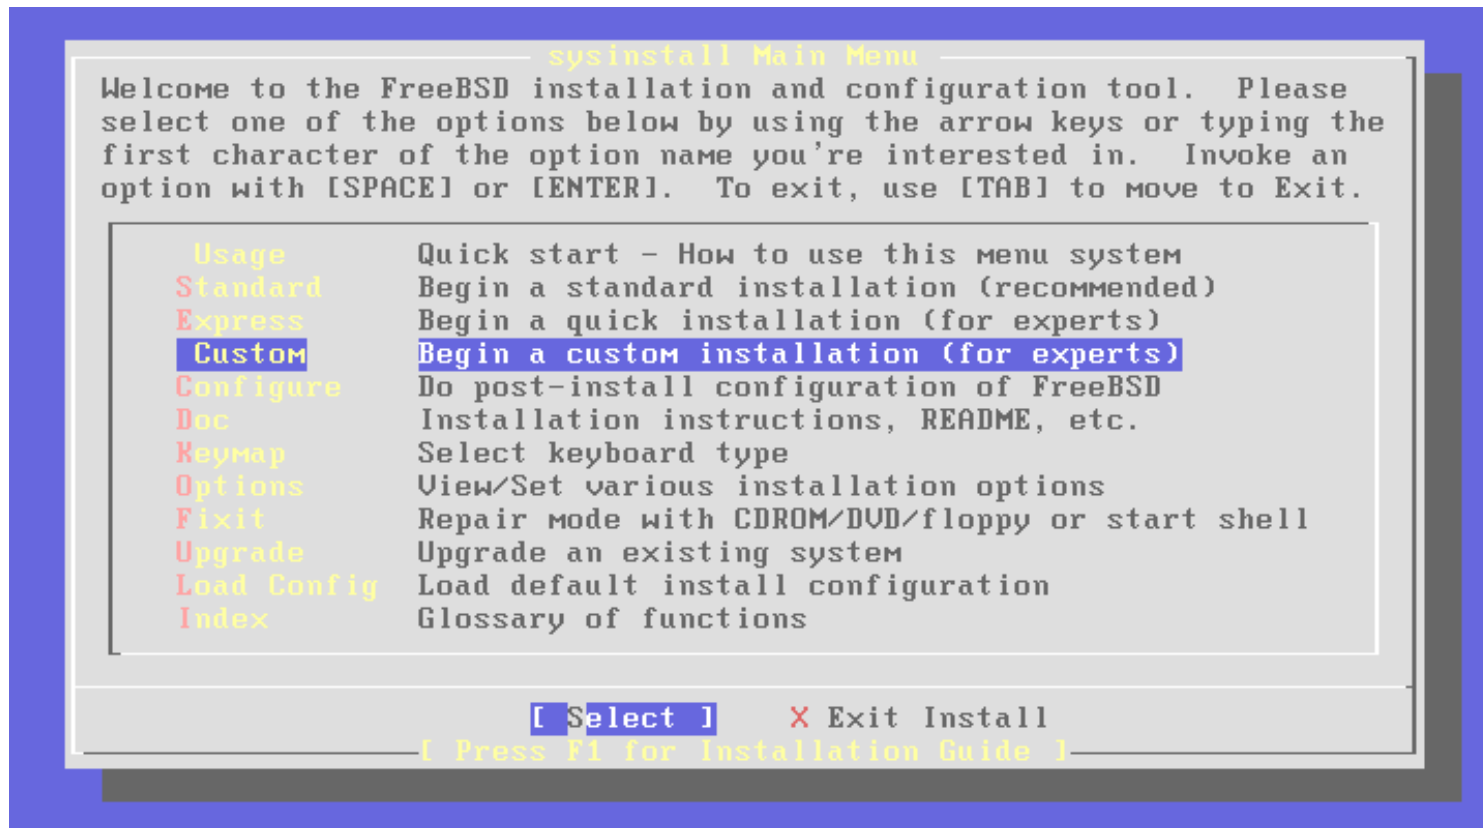 sysinstall Main Menu
Welcome to the FreeBSD installation and configuration tool.  Please
select one of the options below by using the arrow keys or typing the
first character of the option name you're interested in.  Invoke an
option with [SPACE] or [ENTER].  To exit, use [TAB] to move to Exit.
Usage Quick start - How to use this menu system
Standard Begin a standard installation (recommended)
Express Begin a quick installation (for experts)
Custom Begin a custom installation (for experts)
Configure Do post-install configuration of FreeBSD
Doc Installation instructions, README, etc.
Keymap Select keyboard type
Options View/Set various installation options
Fixit Repair mode with CDROM/DVD/floppy or start shell
Upgrade Upgrade an existing system
Load Config Load default install configuration
Index Glossary of functions
[ Select ] X Exit Install
[ Press F1 for Installation Guide ]